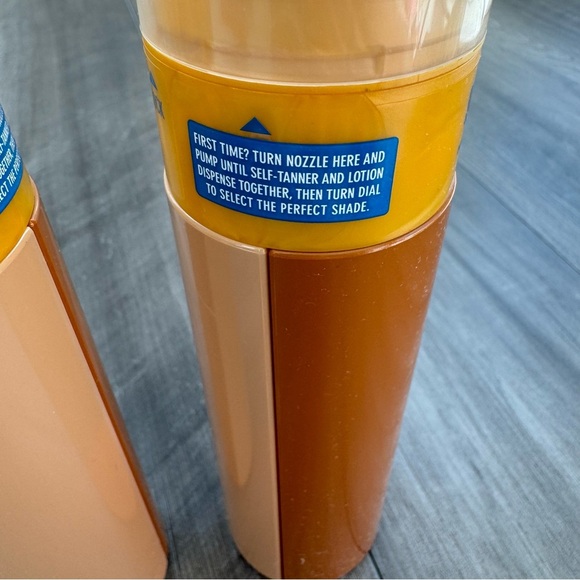 FIRST TIME? TURN NOZZLE HERE AND
PUMP UNTIL SELF-TANNER AND LOTION
DISPENSE TOGETHER, THEN TURN DIAL
TO SELECT THE PERFECT SHADE.